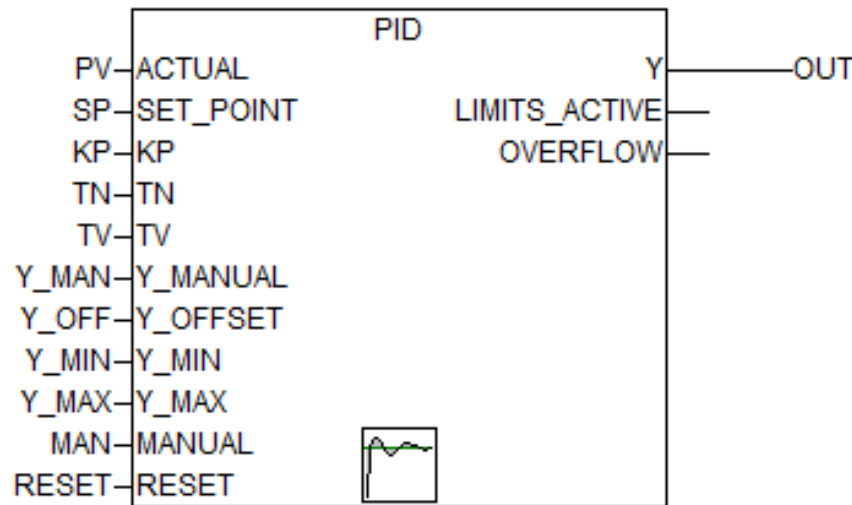 PID
PV ACTUAL Y OUT
SP SET_POINT LIMITS_ACTIVE
KP KP OVERFLOW
TN TN
TV TV
Y_MAN Y_MANUAL
Y_OFF Y_OFFSET
Y_MIN Y_MIN
Y_MAX Y_MAX
MAN MANUAL
RESET RESET